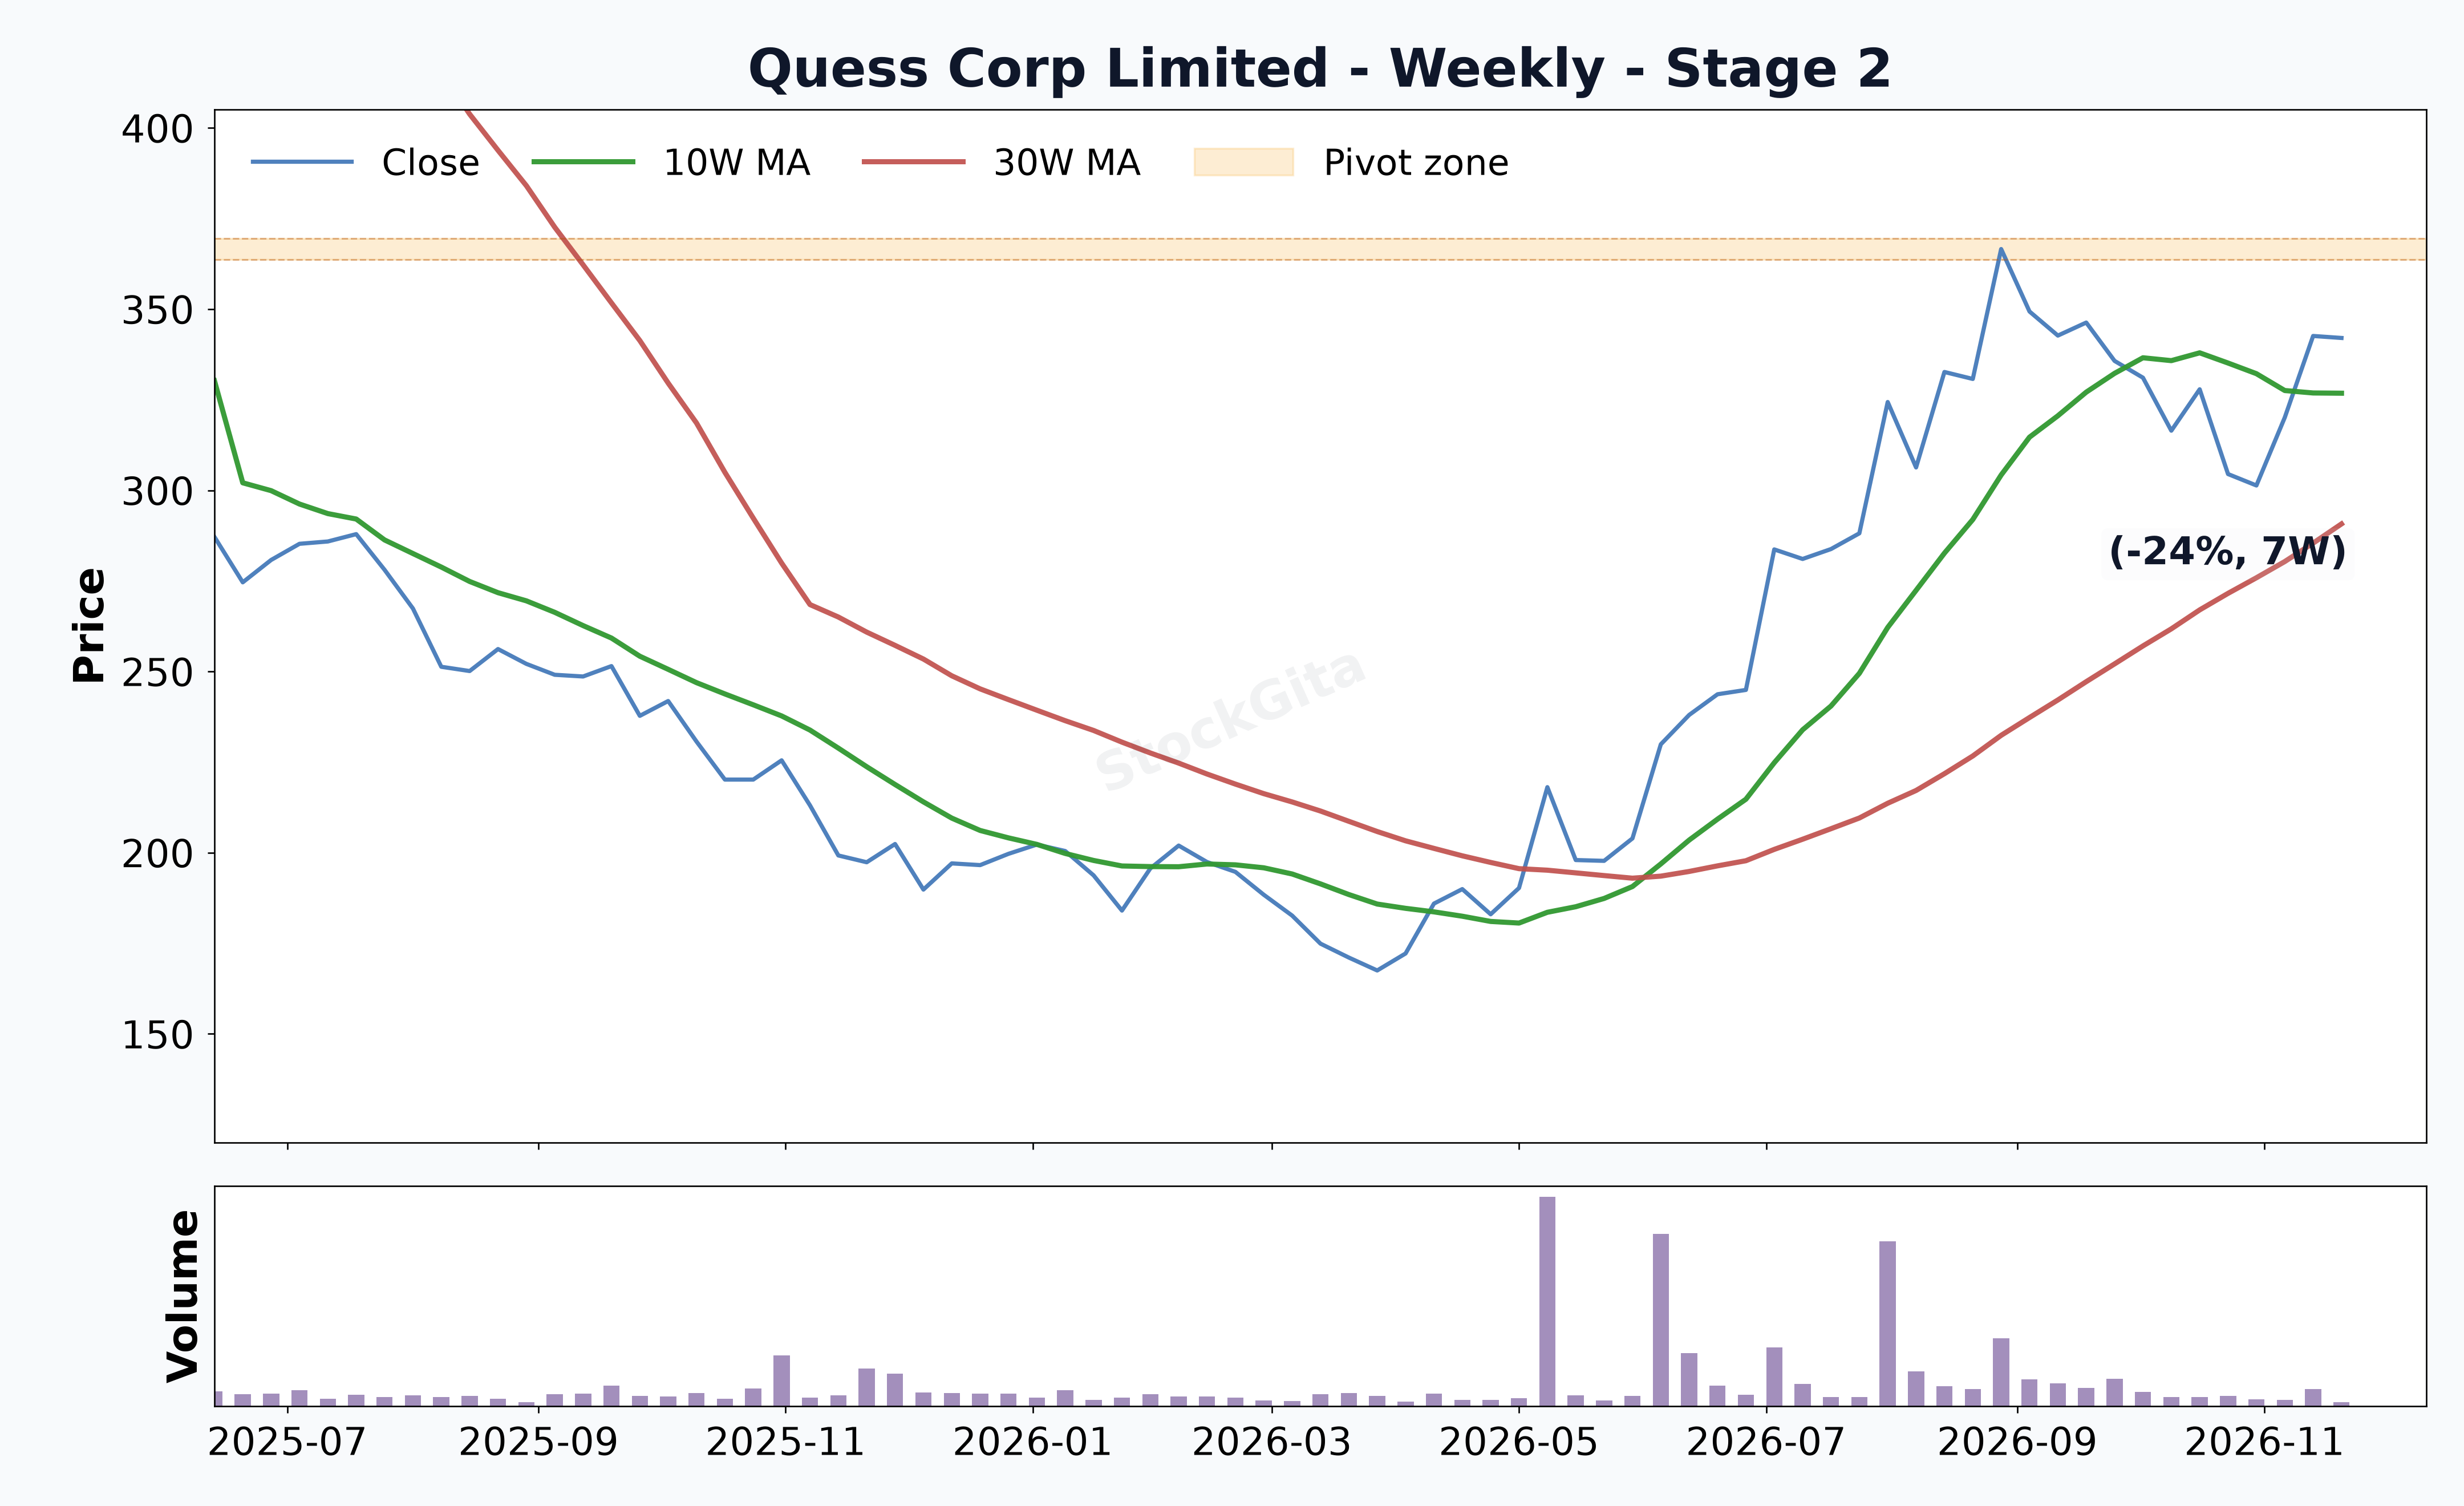 Quess Corp Limited - Weekly - Stage 2
Close 10W MA 30W MA Pivot zone
400
350
300
250
200
150
Price
(-24%, 7W)
StockGita
Volume
2025-07 2025-09 2025-11 2026-01 2026-03 2026-05 2026-07 2026-09 2026-11